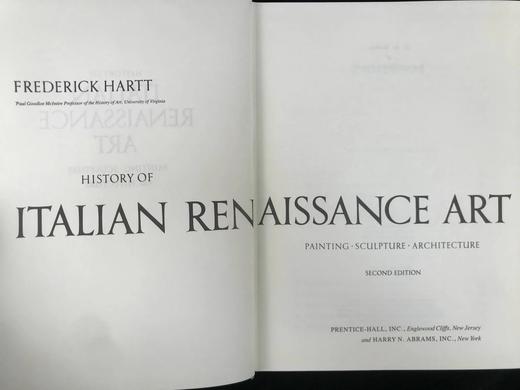 FREDERICK HARTT
Paul Goodloe McIntire Professor of the History of Art, University of Virginia
HISTORY OF
ITALIAN RENAISSANCE ART
PAINTING · SCULPTURE · ARCHITECTURE
SECOND EDITION
PRENTICE-HALL, INC., Englewood Cliffs, New Jersey
and HARRY N. ABRAMS, INC., New York